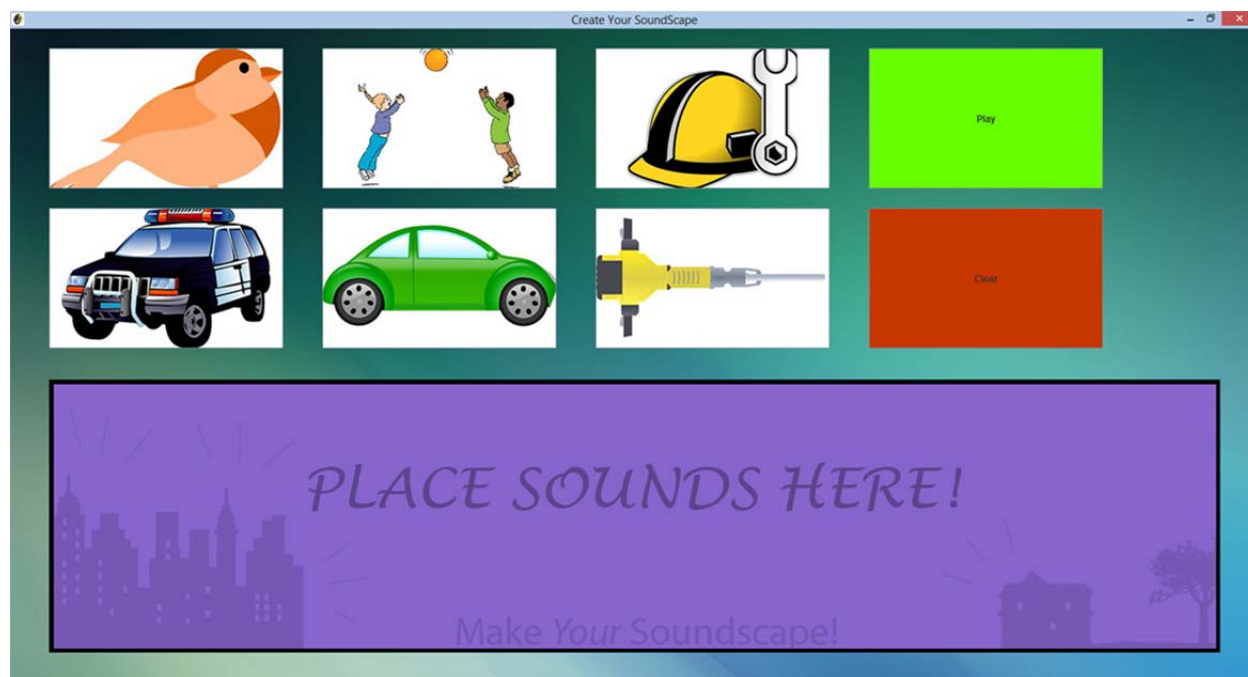 Create Your SoundScape
Play
Clear
PLACE SOUNDS HERE!
Make Your Soundscape!